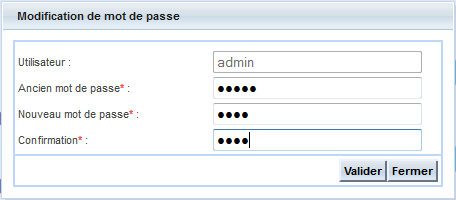 Modification de mot de passe
Utilisateur : admin
Ancien mot de passe* : ●●●●●
Nouveau mot de passe* : ●●●●
Confirmation* : ●●●●
Valider Fermer